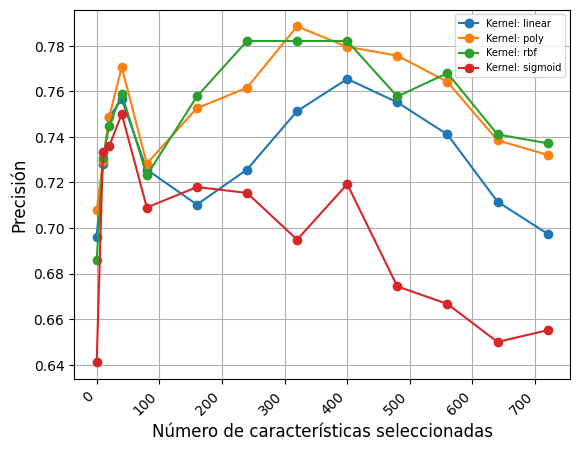 Kernel: linear
Kernel: poly
Kernel: rbf
Kernel: sigmoid
0.78
0.76
0.74
0.72
0.70
0.68
0.66
0.64
Precisión
0 100 200 300 400 500 600 700
Número de características seleccionadas